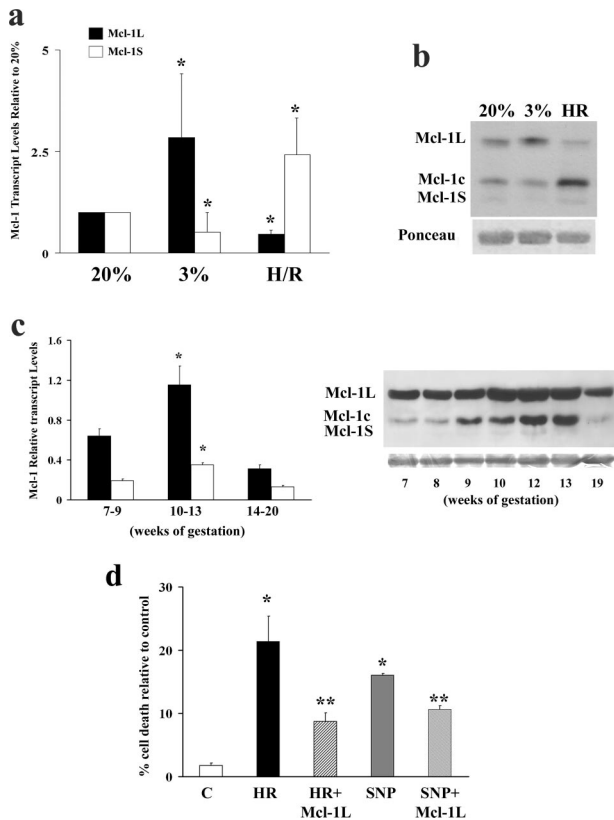 a
Mcl-1L
Mcl-1S
Mcl-1 Transcript Levels Relative to 20%
5
2.5
0
* * * *
20% 3% H/R
b
20% 3% HR
Mcl-1L
Mcl-1c
Mcl-1S
Ponceau
c
Mcl-1 Relative transcript Levels
1.6
1.2
0.8
0.4
0
* *
7-9 10-13 14-20
(weeks of gestation)
Mcl-1L
Mcl-1c
Mcl-1S
7 8 9 10 12 13 19
(weeks of gestation)
d
% cell death relative to control
30
20
10
0
* ** * **
C HR HR+ SNP SNP+
Mcl-1L Mcl-1L